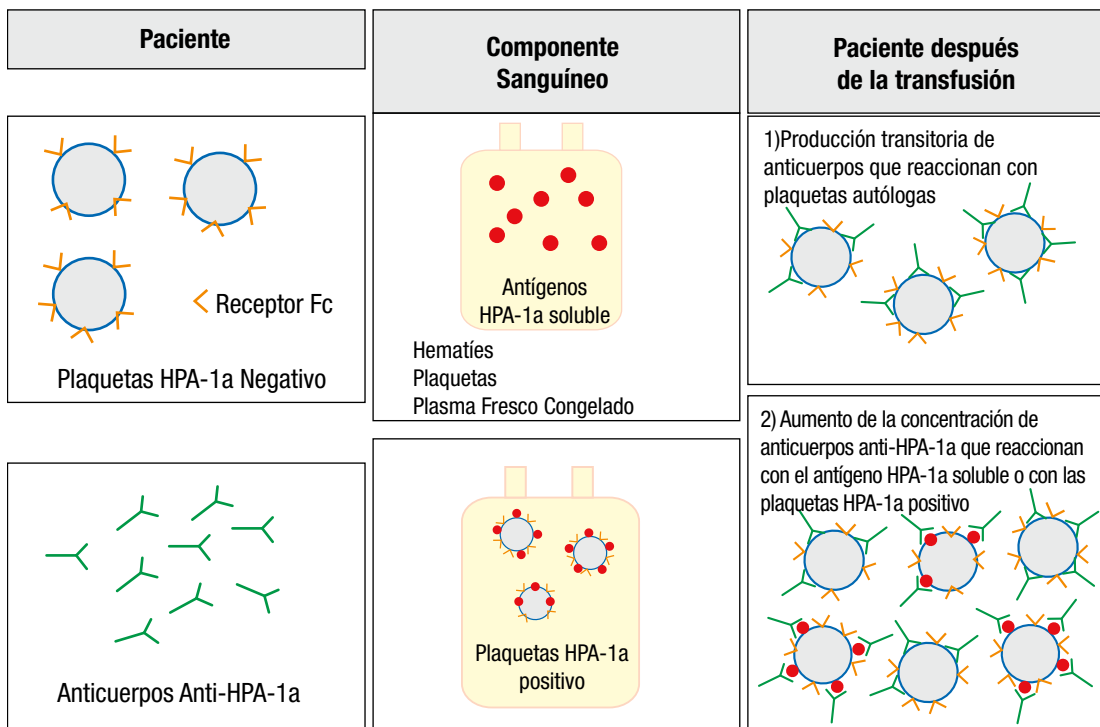 Paciente
Receptor Fc
Plaquetas HPA-1a Negativo
Anticuerpos Anti-HPA-1a
Componente
Sanguíneo
Antígenos
HPA-1a soluble
Hematíes
Plaquetas
Plasma Fresco Congelado
Plaquetas HPA-1a
positivo
Paciente después
de la transfusión
1)Producción transitoria de
anticuerpos que reaccionan con
plaquetas autólogas
2) Aumento de la concentración de
anticuerpos anti-HPA-1a que reaccionan
con el antígeno HPA-1a soluble o con las
plaquetas HPA-1a positivo